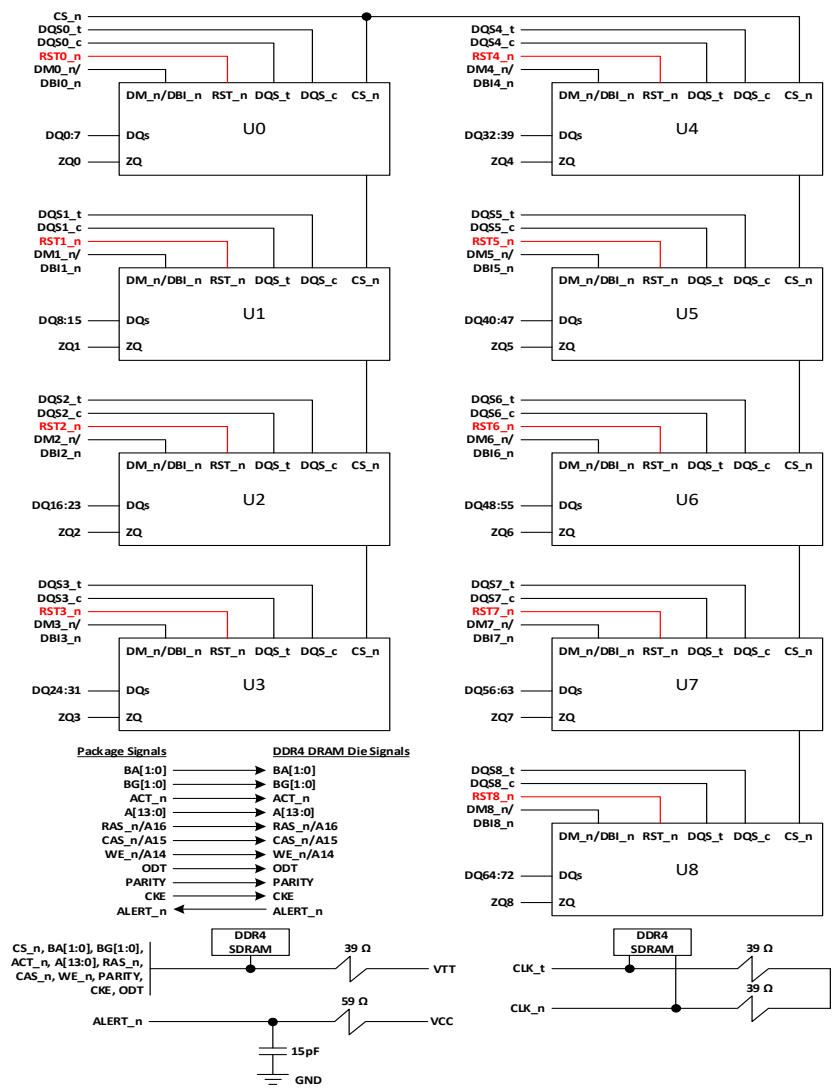 CS_n
DQS0_t
DQS0_c
RST0_n
DM0_n/
DBI0_n
DM_n/DBI_n RST_n DQS_t DQS_c CS_n
U0
DQ0:7 DQs
ZQ0 ZQ
DQS1_t
DQS1_c
RST1_n
DM1_n/
DBI1_n
DM_n/DBI_n RST_n DQS_t DQS_c CS_n
U1
DQ8:15 DQs
ZQ1 ZQ
DQS2_t
DQS2_c
RST2_n
DM2_n/
DBI2_n
DM_n/DBI_n RST_n DQS_t DQS_c CS_n
U2
DQ16:23 DQs
ZQ2 ZQ
DQS3_t
DQS3_c
RST3_n
DM3_n/
DBI3_n
DM_n/DBI_n RST_n DQS_t DQS_c CS_n
U3
DQ24:31 DQs
ZQ3 ZQ
DQS4_t
DQS4_c
RST4_n
DM4_n/
DBI4_n
DM_n/DBI_n RST_n DQS_t DQS_c CS_n
U4
DQ32:39 DQs
ZQ4 ZQ
DQS5_t
DQS5_c
RST5_n
DM5_n/
DBI5_n
DM_n/DBI_n RST_n DQS_t DQS_c CS_n
U5
DQ40:47 DQs
ZQ5 ZQ
DQS6_t
DQS6_c
RST6_n
DM6_n/
DBI6_n
DM_n/DBI_n RST_n DQS_t DQS_c CS_n
U6
DQ48:55 DQs
ZQ6 ZQ
DQS7_t
DQS7_c
RST7_n
DM7_n/
DBI7_n
DM_n/DBI_n RST_n DQS_t DQS_c CS_n
U7
DQ56:63 DQs
ZQ7 ZQ
DQS8_t
DQS8_c
RST8_n
DM8_n/
DBI8_n
DM_n/DBI_n RST_n DQS_t DQS_c CS_n
U8
DQ64:72 DQs
ZQ8 ZQ
Package Signals DDR4 DRAM Die Signals
BA[1:0] BA[1:0]
BG[1:0] BG[1:0]
ACT_n ACT_n
A[13:0] A[13:0]
RAS_n/A16 RAS_n/A16
CAS_n/A15 CAS_n/A15
WE_n/A14 WE_n/A14
ODT ODT
PARITY PARITY
CKE CKE
ALERT_n ALERT_n
CS_n, BA[1:0], BG[1:0],
ACT_n, A[13:0], RAS_n,
CAS_n, WE_n, PARITY,
CKE, ODT
DDR4
SDRAM
39 Ω
VTT
ALERT_n
59 Ω
VCC
15pF
GND
DDR4
SDRAM
39 Ω
CLK_t
39 Ω
CLK_n